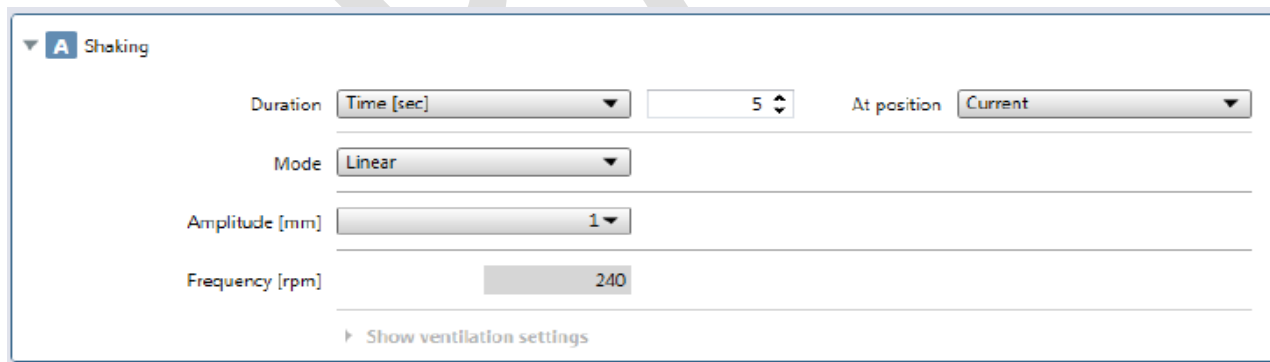 A Shaking
Duration Time [sec] 5 At position Current
Mode Linear
Amplitude [mm] 1
Frequency [rpm] 240
Show ventilation settings